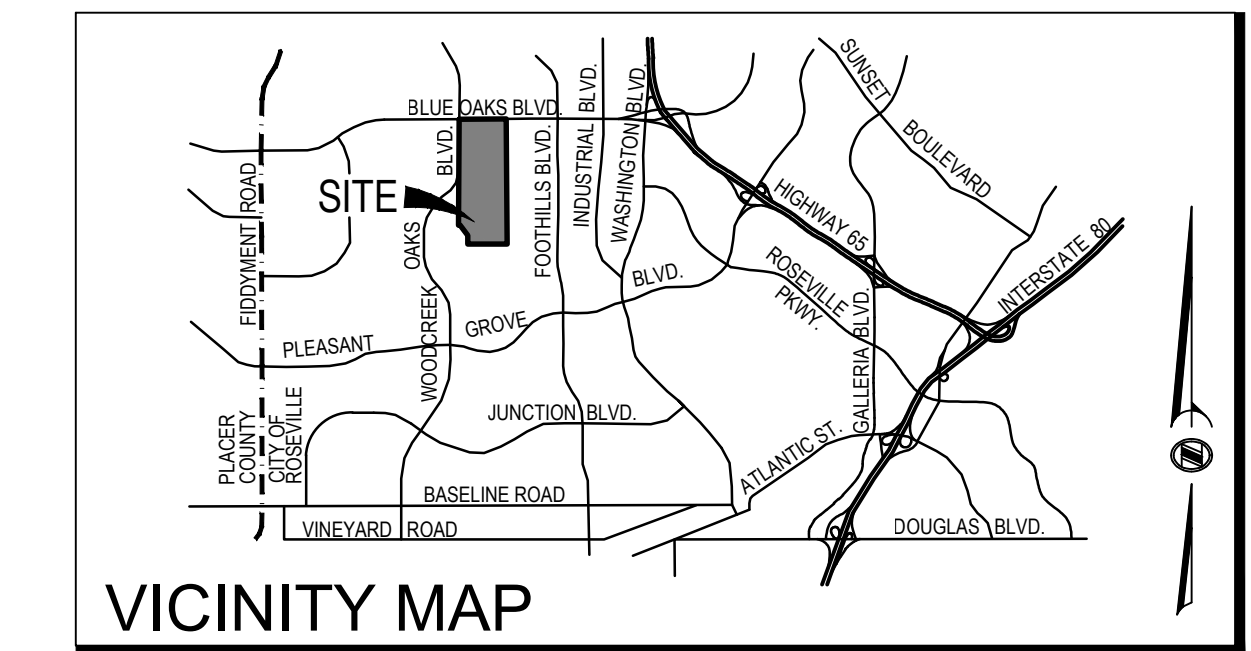 SUNSET
BOULEVARD
BLUE OAKS BLVD.
INDUSTRIAL BLVD.
WASHINGTON BLVD.
FOOTHILLS BLVD.
FIDDYMENT ROAD
SITE
WOODCREEK OAKS BLVD.
HIGHWAY 65
INTERSTATE 80
ROSEVILLE
PKWY.
PLEASANT GROVE BLVD.
GALLERIA BLVD.
JUNCTION BLVD.
ATLANTIC ST.
PLACER
COUNTY
CITY OF
ROSEVILLE
BASELINE ROAD
VINEYARD ROAD
DOUGLAS BLVD.
VICINITY MAP